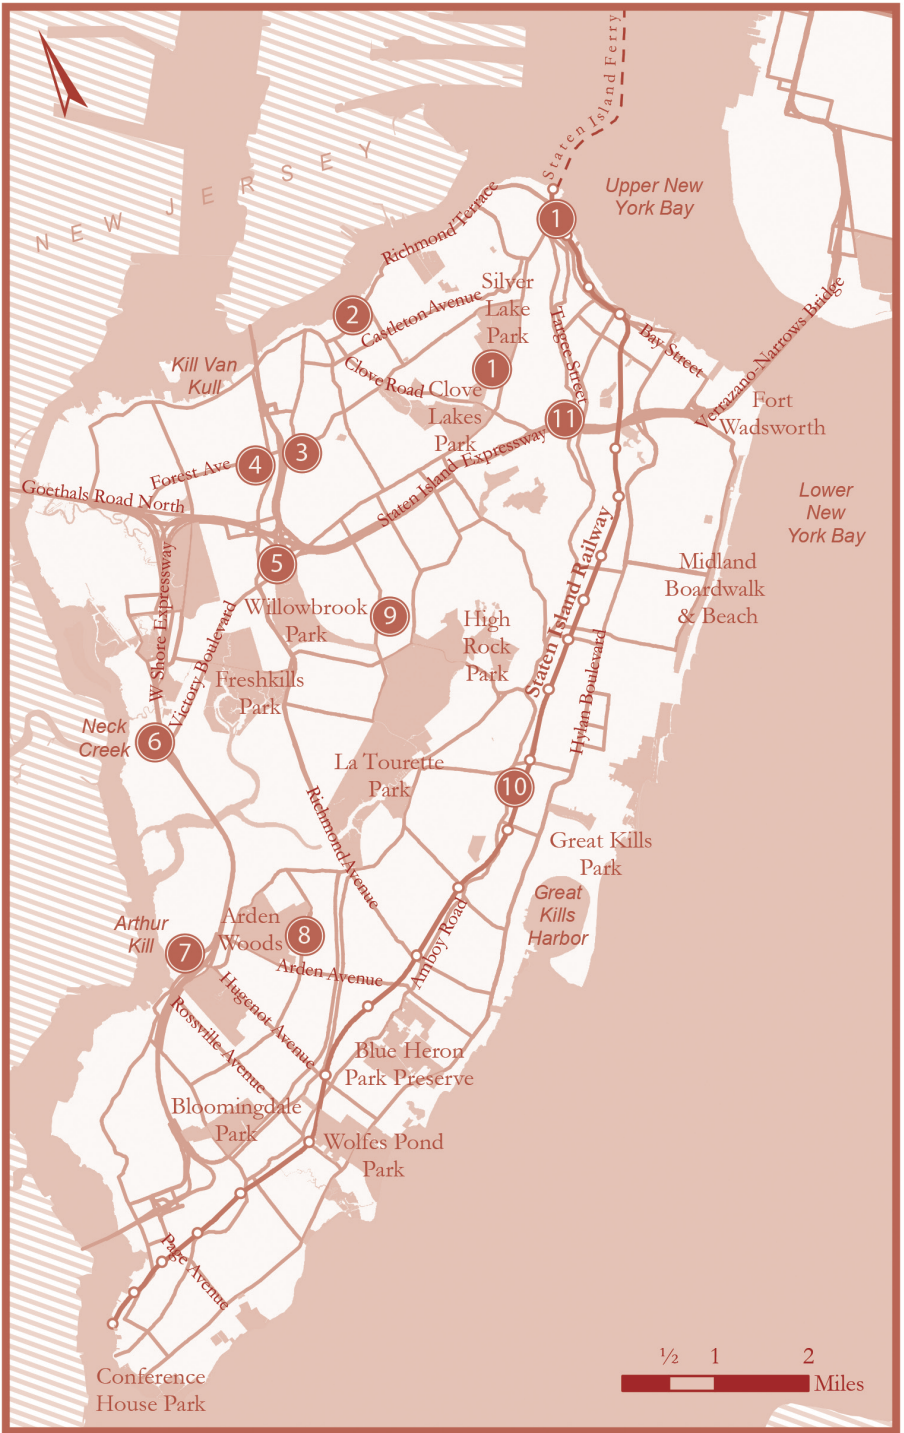 Staten Island Ferry
NEW JERSEY
Upper New
York Bay
1
Richmond Terrace
Silver
Lake
Park
2
Castleton Avenue
Verrazano-Narrows Bridge
Targee Street
Bay Street
Kill Van
Kull
Clove Road
1
Clove
Lakes
Park
Fort
Wadsworth
11
3
4
Forest Ave
Staten Island Expressway
Goethals Road North
Lower
New
York Bay
5
W Shore Expressway
Staten Island Railway
Midland
Boardwalk
& Beach
Willowbrook
Park
9
High
Rock
Park
Victory Boulevard
Hylan Boulevard
Freshkills
Park
Neck
Creek
6
La Tourette
Park
10
Richmond Avenue
Great Kills
Park
Great
Kills
Harbor
Arthur
Kill
Arden
Woods
8
7
Amboy Road
Arden Avenue
Hugenot Avenue
Rossville Avenue
Blue Heron
Park Preserve
Bloomingdale
Park
Wolfes Pond
Park
Page Avenue
Conference
House Park
½ 1 2
Miles